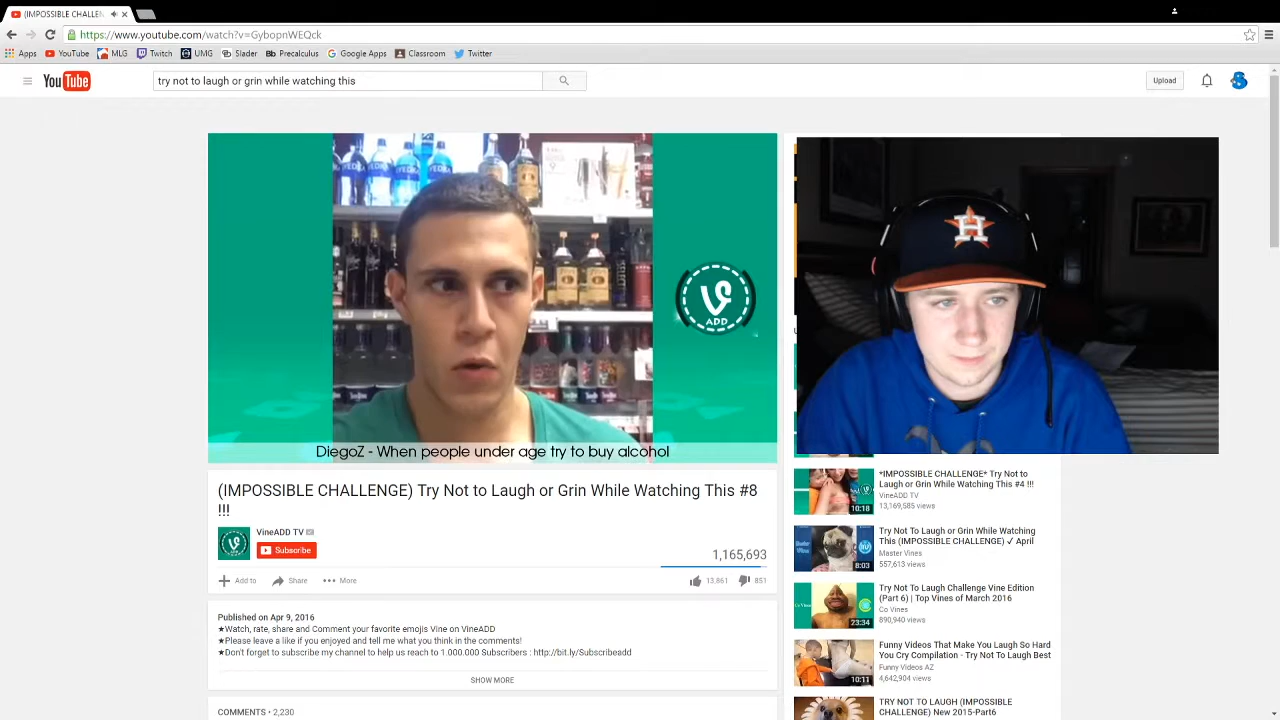 (IMPOSSIBLE CHALLENG
https://www.youtube.com/watch?v=GybopnWEQck
Apps YouTube MLG Twitch UMG Slader Bb Precalculus Google Apps Classroom Twitter
YouTube
try not to laugh or grin while watching this
Upload
ADD
H
DiegoZ - When people under age try to buy alcohol
(IMPOSSIBLE CHALLENGE) Try Not to Laugh or Grin While Watching This #8
!!!
VineADD TV
Subscribe
1,165,693
Add to Share More
13,861 851
Published on Apr 9, 2016
★Watch, rate, share and Comment your favorite emojis Vine on VineADD
★Please leave a like if you enjoyed and tell me what you think in the comments!
★Don't forget to subscribe my channel to help us reach to 1.000.000 Subscribers : http://bit.ly/Subscribeadd
SHOW MORE
COMMENTS • 2,230
*IMPOSSIBLE CHALLENGE* Try Not to
Laugh or Grin While Watching This #4 !!!
VineADD TV
13,169,585 views
10:18
Try Not To Laugh or Grin While Watching
This (IMPOSSIBLE CHALLENGE) ✓ April
Master Vines
557,613 views
8:03
Try Not To Laugh Challenge Vine Edition
(Part 6) | Top Vines of March 2016
Co Vines
890,940 views
23:34
Funny Videos That Make You Laugh So Hard
You Cry Compilation - Try Not To Laugh Best
Funny Videos AZ
4,642,904 views
10:11
TRY NOT TO LAUGH (IMPOSSIBLE
CHALLENGE) New 2015-Part6